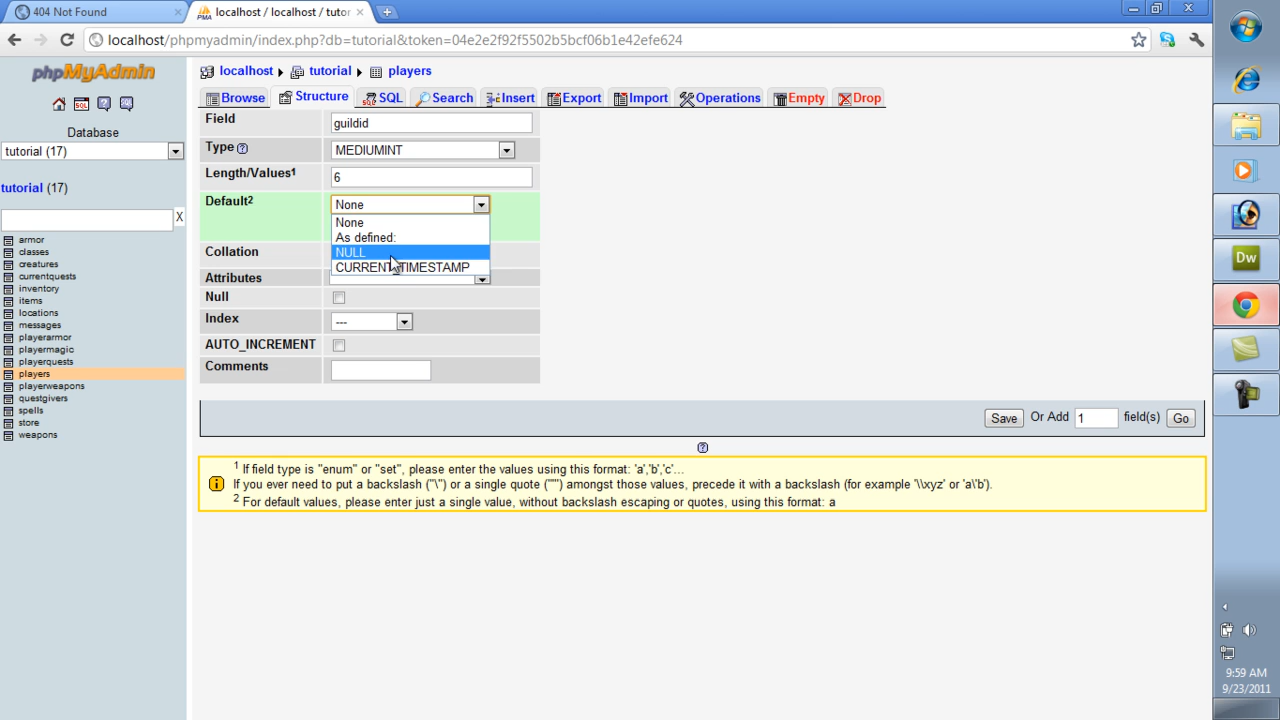 404 Not Found
localhost / localhost / tutor
localhost/phpmyadmin/index.php?db=tutorial&token=04e2e2f92f5502b5bcf06b1e42efe624
phpMyAdmin
SQL
Database
tutorial (17)
tutorial (17)
X
armor
classes
creatures
currentquests
inventory
items
locations
messages
playerarmor
playermagic
playerquests
players
playerweapons
questgivers
spells
store
weapons
localhost
tutorial
players
Browse
Structure
SQL
Search
Insert
Export
Import
Operations
Empty
Drop
Field
guildid
Type
MEDIUMINT
Length/Values1
6
Default2
None
None
As defined:
NULL
CURRENT_TIMESTAMP
Collation
Attributes
Null
Index
---
AUTO_INCREMENT
Comments
Save
Or Add
1
field(s)
Go
1 If field type is "enum" or "set", please enter the values using this format: 'a','b','c'...
If you ever need to put a backslash ("\") or a single quote ("'") amongst those values, precede it with a backslash (for example '\\xyz' or 'a\'b').
2 For default values, please enter just a single value, without backslash escaping or quotes, using this format: a
Dw
9:59 AM
9/23/2011